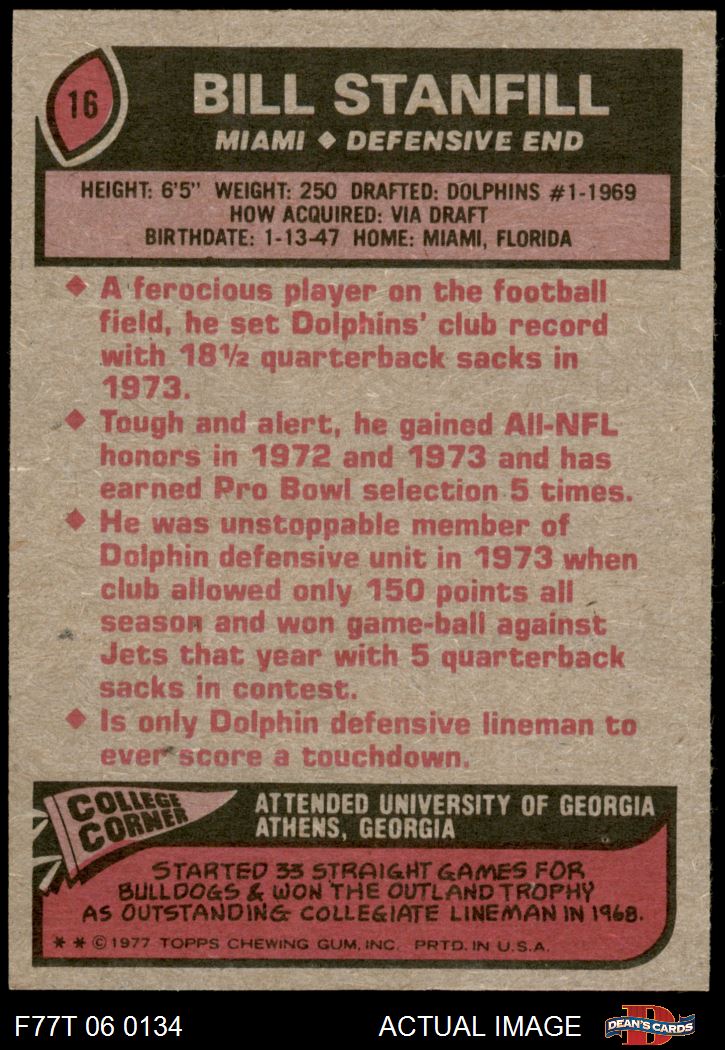 16
BILL STANFILL
MIAMI ◆ DEFENSIVE END
HEIGHT: 6'5" WEIGHT: 250 DRAFTED: DOLPHINS #1-1969
HOW ACQUIRED: VIA DRAFT
BIRTHDATE: 1-13-47 HOME: MIAMI, FLORIDA
◆ A ferocious player on the football
field, he set Dolphins' club record
with 18½ quarterback sacks in
1973.
◆ Tough and alert, he gained All-NFL
honors in 1972 and 1973 and has
earned Pro Bowl selection 5 times.
◆ He was unstoppable member of
Dolphin defensive unit in 1973 when
club allowed only 150 points all
season and won game-ball against
Jets that year with 5 quarterback
sacks in contest.
◆ Is only Dolphin defensive lineman to
ever score a touchdown.
COLLEGE
CORNER
ATTENDED UNIVERSITY OF GEORGIA
ATHENS, GEORGIA
STARTED 33 STRAIGHT GAMES FOR
BULLDOGS & WON THE OUTLAND TROPHY
AS OUTSTANDING COLLEGIATE LINEMAN IN 1968.
* * © 1977 TOPPS CHEWING GUM, INC. PRTD. IN U.S.A.
F77T 06 0134
ACTUAL IMAGE
D
DEAN'S CARDS